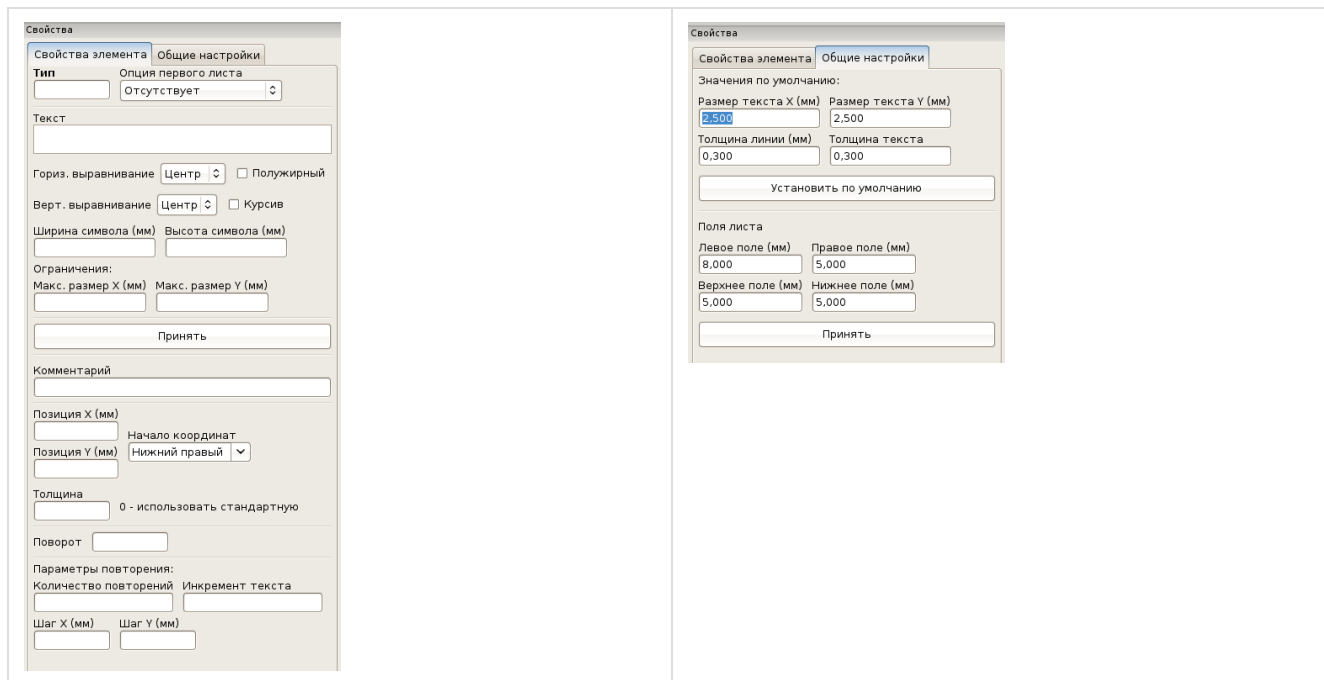 Свойства
Свойства элемента Общие настройки
Тип Опция первого листа
Отсутствует
Текст
Гориз. выравнивание Центр Полужирный
Верт. выравнивание Центр Курсив
Ширина символа (мм) Высота символа (мм)
Ограничения:
Макс. размер X (мм) Макс. размер Y (мм)
Принять
Комментарий
Позиция X (мм)
Начало координат
Позиция Y (мм) Нижний правый
Толщина
0 - использовать стандартную
Поворот
Параметры повторения:
Количество повторений Инкремент текста
Шаг X (мм) Шаг Y (мм)
Свойства
Свойства элемента Общие настройки
Значения по умолчанию:
Размер текста X (мм) Размер текста Y (мм)
2,500 2,500
Толщина линии (мм) Толщина текста
0,300 0,300
Установить по умолчанию
Поля листа
Левое поле (мм) Правое поле (мм)
8,000 5,000
Верхнее поле (мм) Нижнее поле (мм)
5,000 5,000
Принять